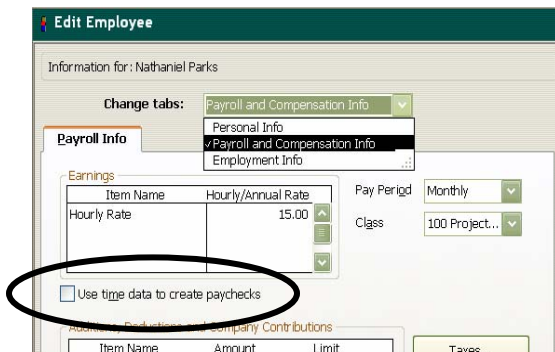 Edit Employee
Information for: Nathaniel Parks
Change tabs: Payroll and Compensation Info
Personal Info
✓Payroll and Compensation Info
Employment Info
Payroll Info
Earnings
Item Name Hourly/Annual Rate
Hourly Rate 15.00
Pay Period Monthly
Class 100 Project...
Use time data to create paychecks
Additions, Deductions and Company Contributions
Item Name Amount Limit
Taxes...